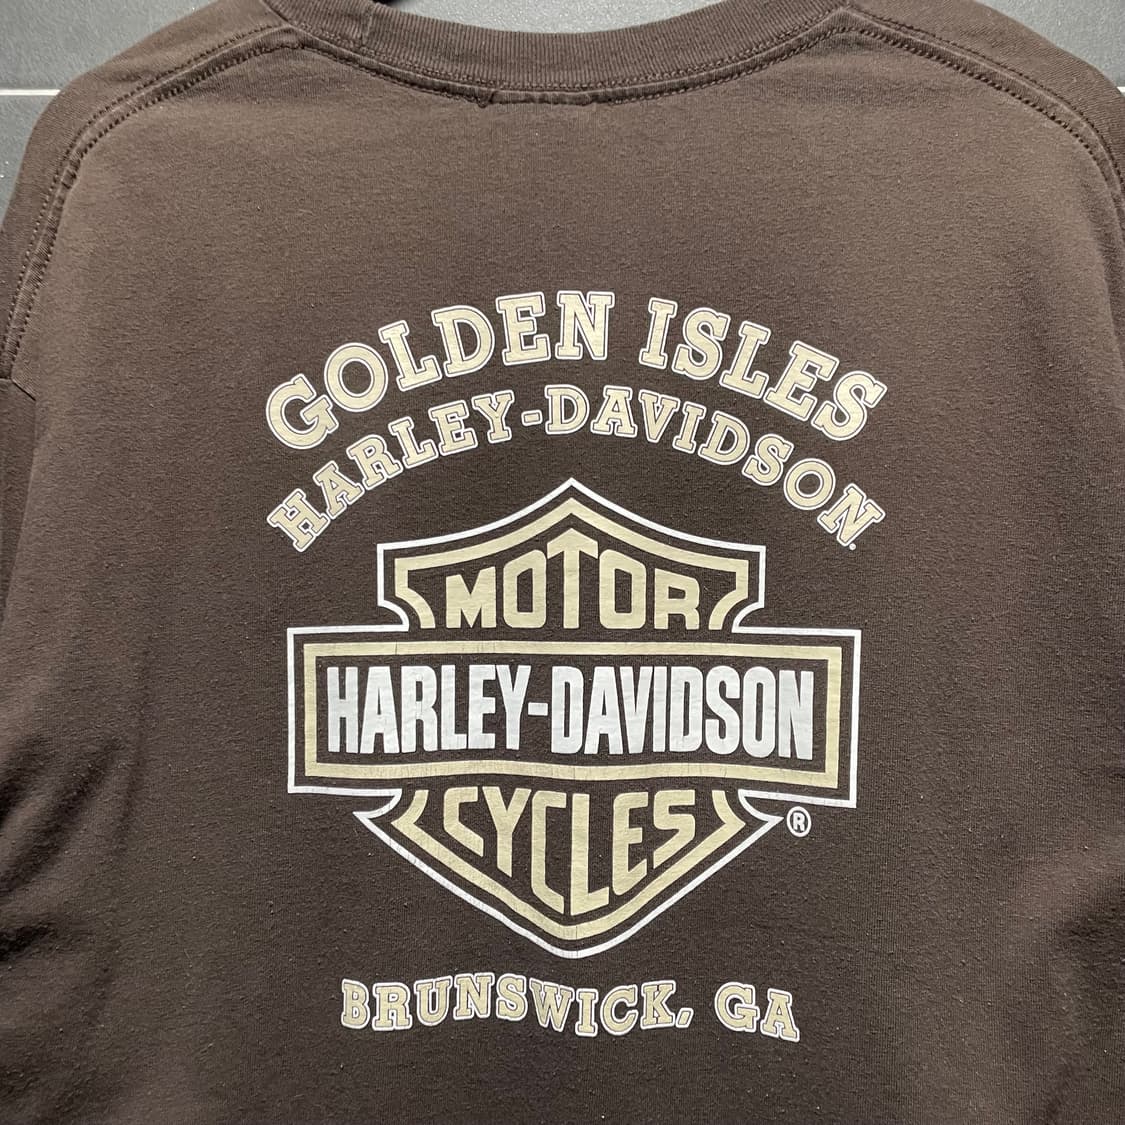 GOLDEN ISLES
HARLEY-DAVIDSON
MOTOR
HARLEY-DAVIDSON
CYCLES
®
BRUNSWICK, GA